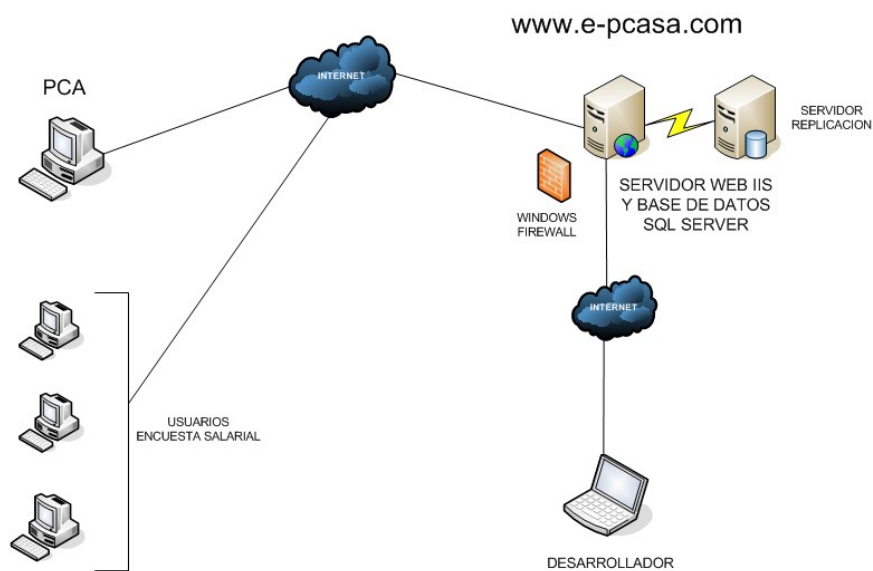 www.e-pcasa.com
INTERNET
PCA
SERVIDOR
REPLICACION
SERVIDOR WEB IIS
Y BASE DE DATOS
SQL SERVER
WINDOWS
FIREWALL
INTERNET
USUARIOS
ENCUESTA SALARIAL
DESARROLLADOR